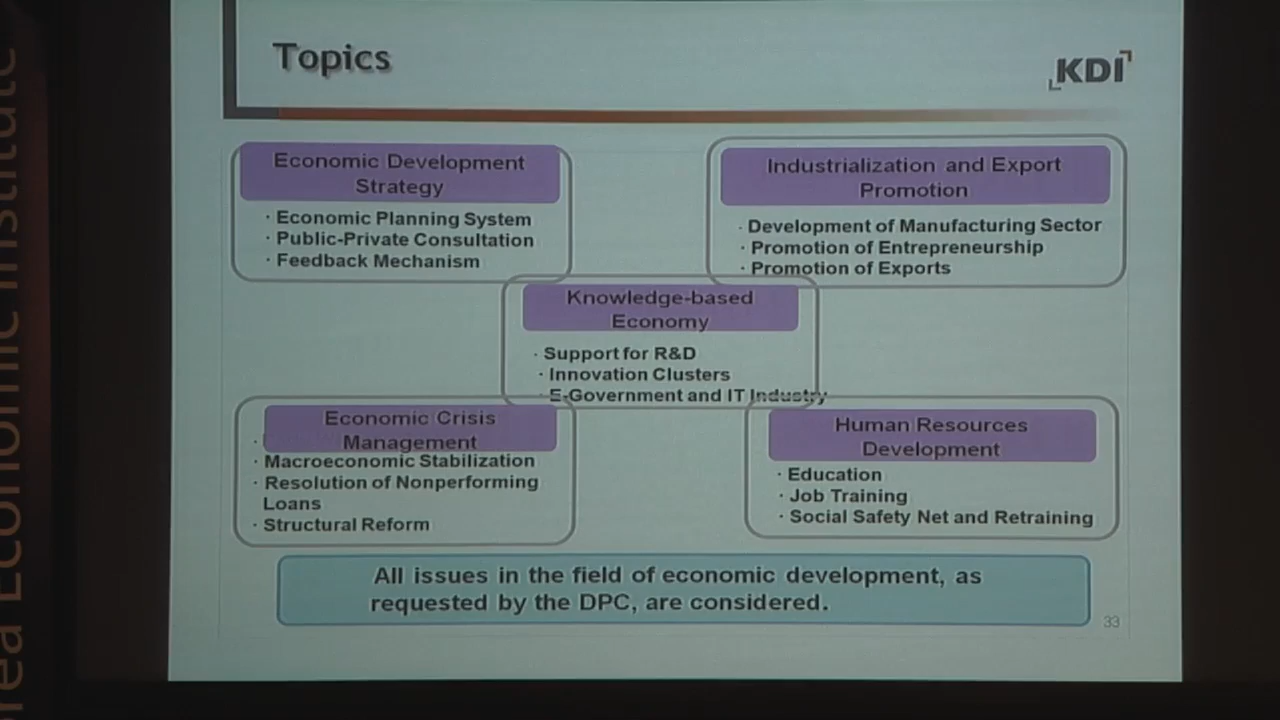 Topics
KDI
Economic Development
Strategy
· Economic Planning System
· Public-Private Consultation
· Feedback Mechanism
Industrialization and Export
Promotion
· Development of Manufacturing Sector
· Promotion of Entrepreneurship
· Promotion of Exports
Knowledge-based
Economy
· Support for R&D
· Innovation Clusters
· E-Government and IT Industry
Economic Crisis
Management
· Macroeconomic Stabilization
· Resolution of Nonperforming
Loans
· Structural Reform
Human Resources
Development
· Education
· Job Training
· Social Safety Net and Retraining
All issues in the field of economic development, as
requested by the DPC, are considered.
33
Economic Institute